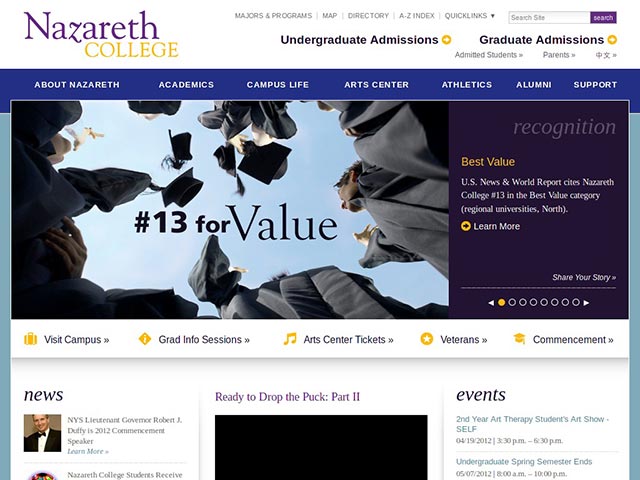 Nazareth
COLLEGE
MAJORS & PROGRAMS | MAP | DIRECTORY | A-Z INDEX | QUICKLINKS ▼
Search Site
search
Undergraduate Admissions
Graduate Admissions
Admitted Students »
Parents »
中文 »
ABOUT NAZARETH
ACADEMICS
CAMPUS LIFE
ARTS CENTER
ATHLETICS
ALUMNI
SUPPORT
#13 for Value
recognition
Best Value
U.S. News & World Report cites Nazareth
College #13 in the Best Value category
(regional universities, North).
Learn More
Share Your Story »
Visit Campus »
Grad Info Sessions »
Arts Center Tickets »
Veterans »
Commencement »
news
NYS Lieutenant Governor Robert J.
Duffy is 2012 Commencement
Speaker
Learn More »
Nazareth College Students Receive
Ready to Drop the Puck: Part II
events
2nd Year Art Therapy Student's Art Show -
SELF
04/19/2012 | 3:30 p.m. – 6:30 p.m.
Undergraduate Spring Semester Ends
05/07/2012 | 8:00 a.m. – 10:00 p.m.